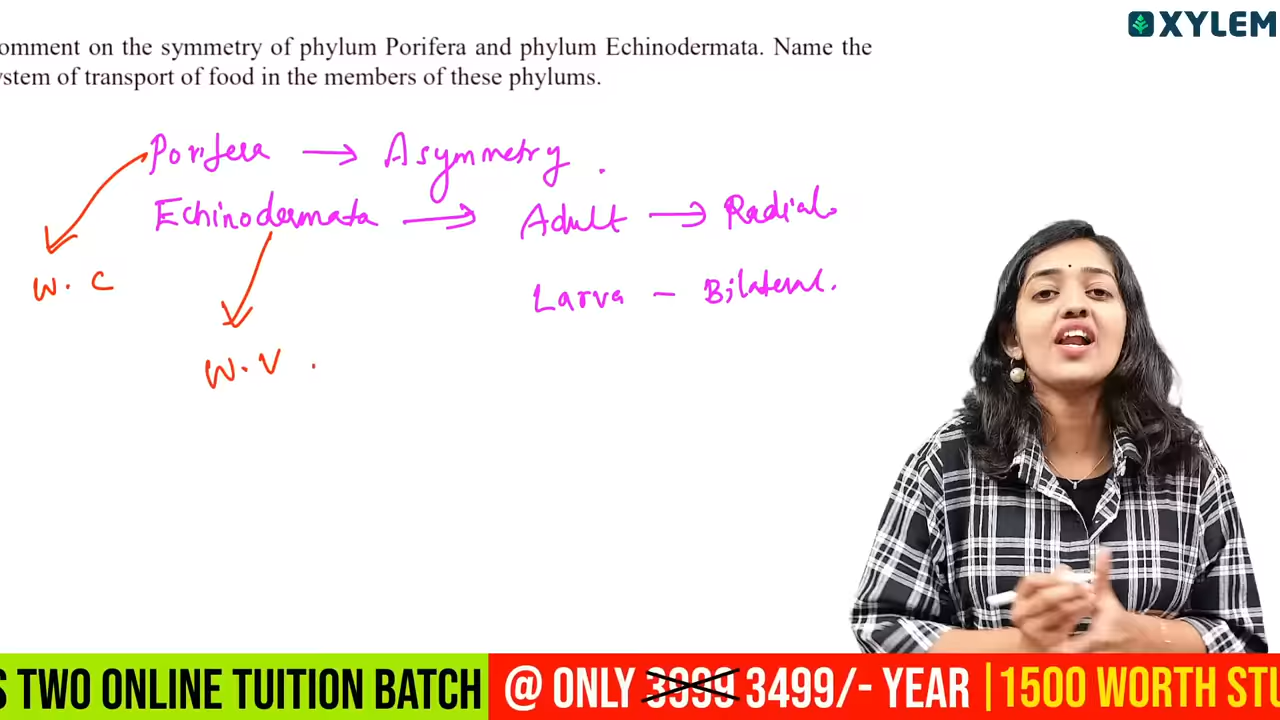 XYLEM
omment on the symmetry of phylum Porifera and phylum Echinodermata. Name the
ystem of transport of food in the members of these phylums.
Porifera → Asymmetry.
Echinodermata → Adult → Radial.
Larva - Bilateral.
W. C
W. V.
S TWO ONLINE TUITION BATCH @ ONLY 3999 3499/- YEAR | 1500 WORTH STU